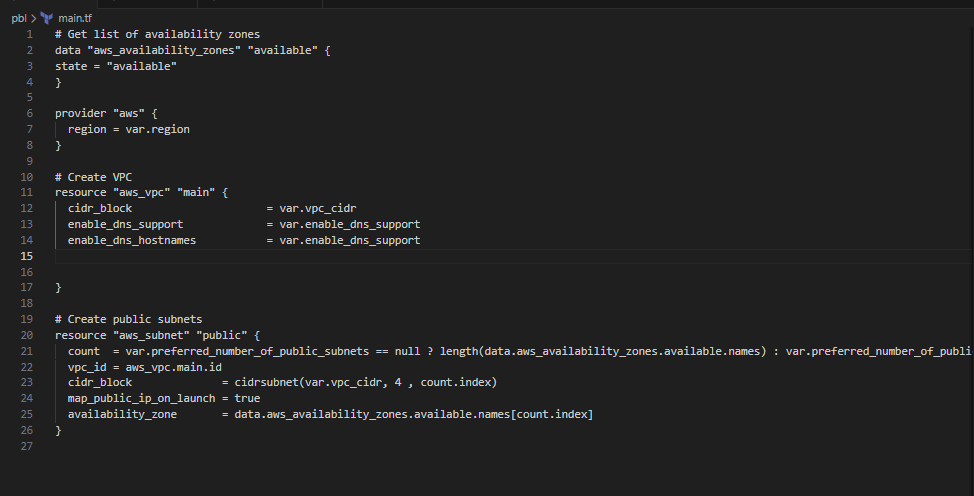 pbl > main.tf
1 # Get list of availability zones
2 data "aws_availability_zones" "available" {
3 state = "available"
4 }
5
6 provider "aws" {
7   region = var.region
8 }
9
10 # Create VPC
11 resource "aws_vpc" "main" {
12   cidr_block                     = var.vpc_cidr
13   enable_dns_support             = var.enable_dns_support
14   enable_dns_hostnames           = var.enable_dns_support
15
16
17 }
18
19 # Create public subnets
20 resource "aws_subnet" "public" {
21   count  = var.preferred_number_of_public_subnets == null ? length(data.aws_availability_zones.available.names) : var.preferred_number_of_publi
22   vpc_id = aws_vpc.main.id
23   cidr_block              = cidrsubnet(var.vpc_cidr, 4 , count.index)
24   map_public_ip_on_launch = true
25   availability_zone       = data.aws_availability_zones.available.names[count.index]
26 }
27